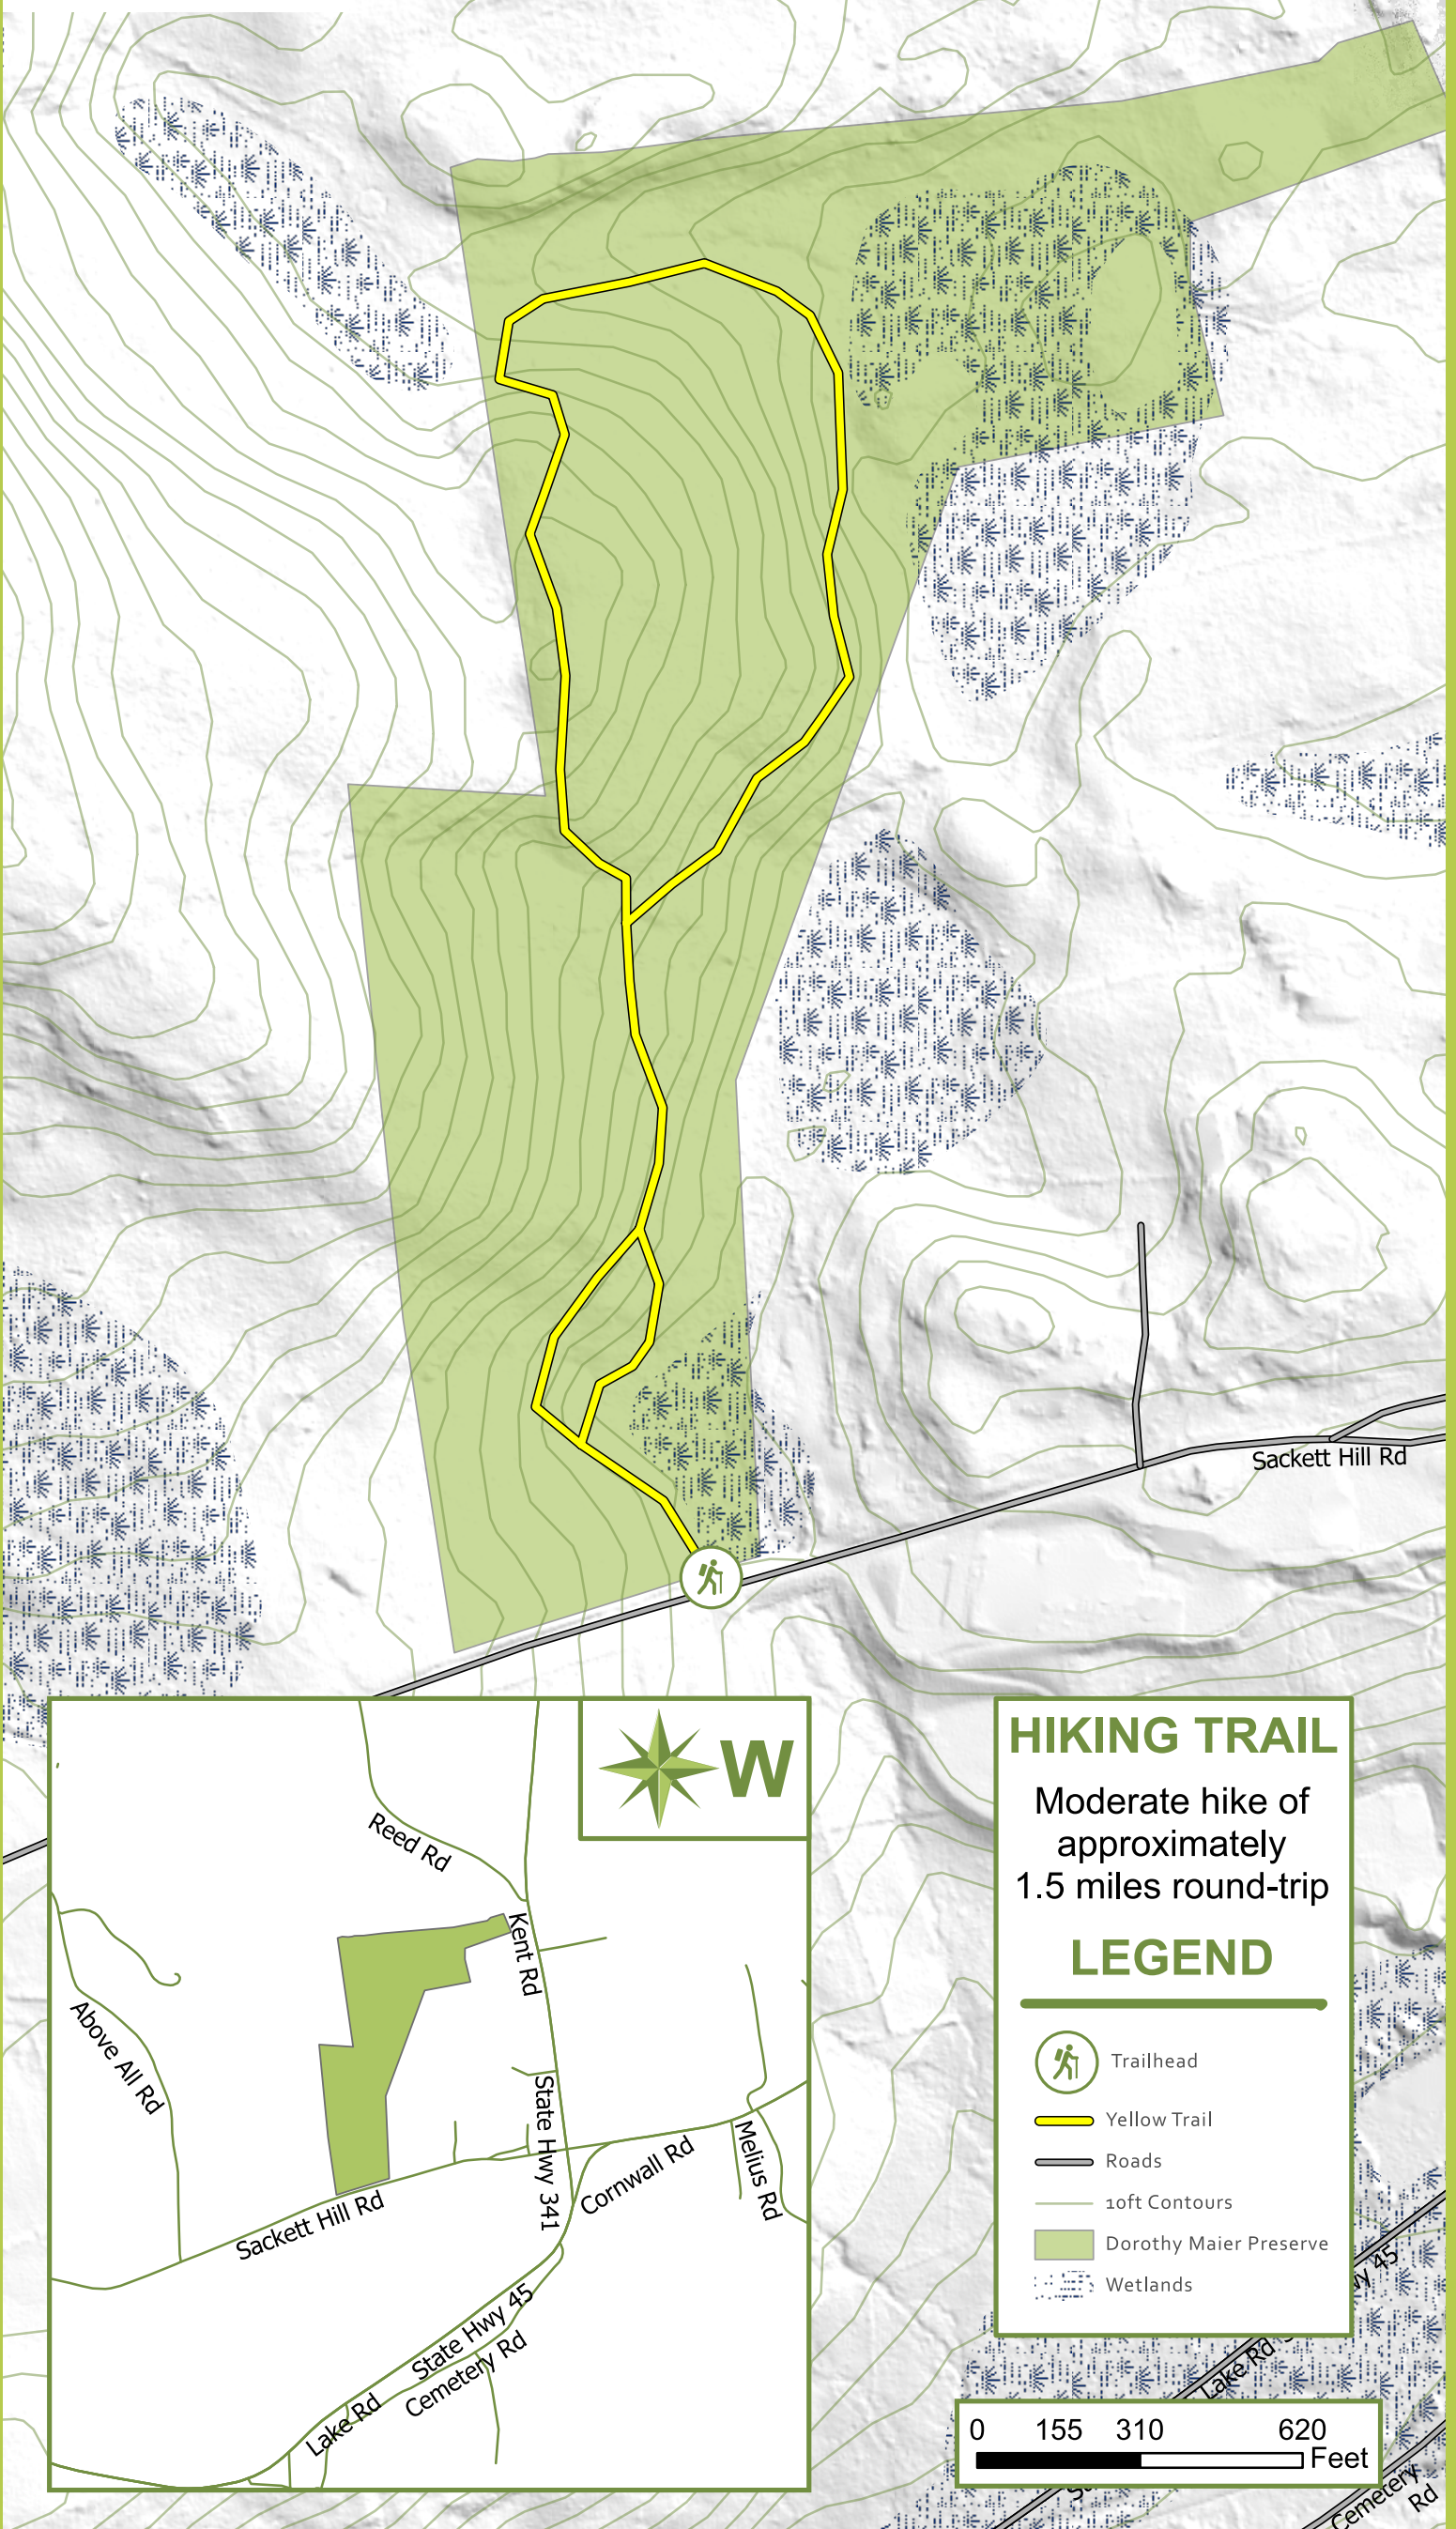 Sackett Hill Rd
W
Reed Rd
Kent Rd
Above All Rd
State Hwy 341
Cornwall Rd
Melius Rd
Sackett Hill Rd
State Hwy 45
Cemetery Rd
Lake Rd
HIKING TRAIL
Moderate hike of
approximately
1.5 miles round-trip
LEGEND
Trailhead
Yellow Trail
Roads
10ft Contours
Dorothy Maier Preserve
Wetlands
45
Lake Rd
0 155 310 620
Feet
Cemetery
Rd